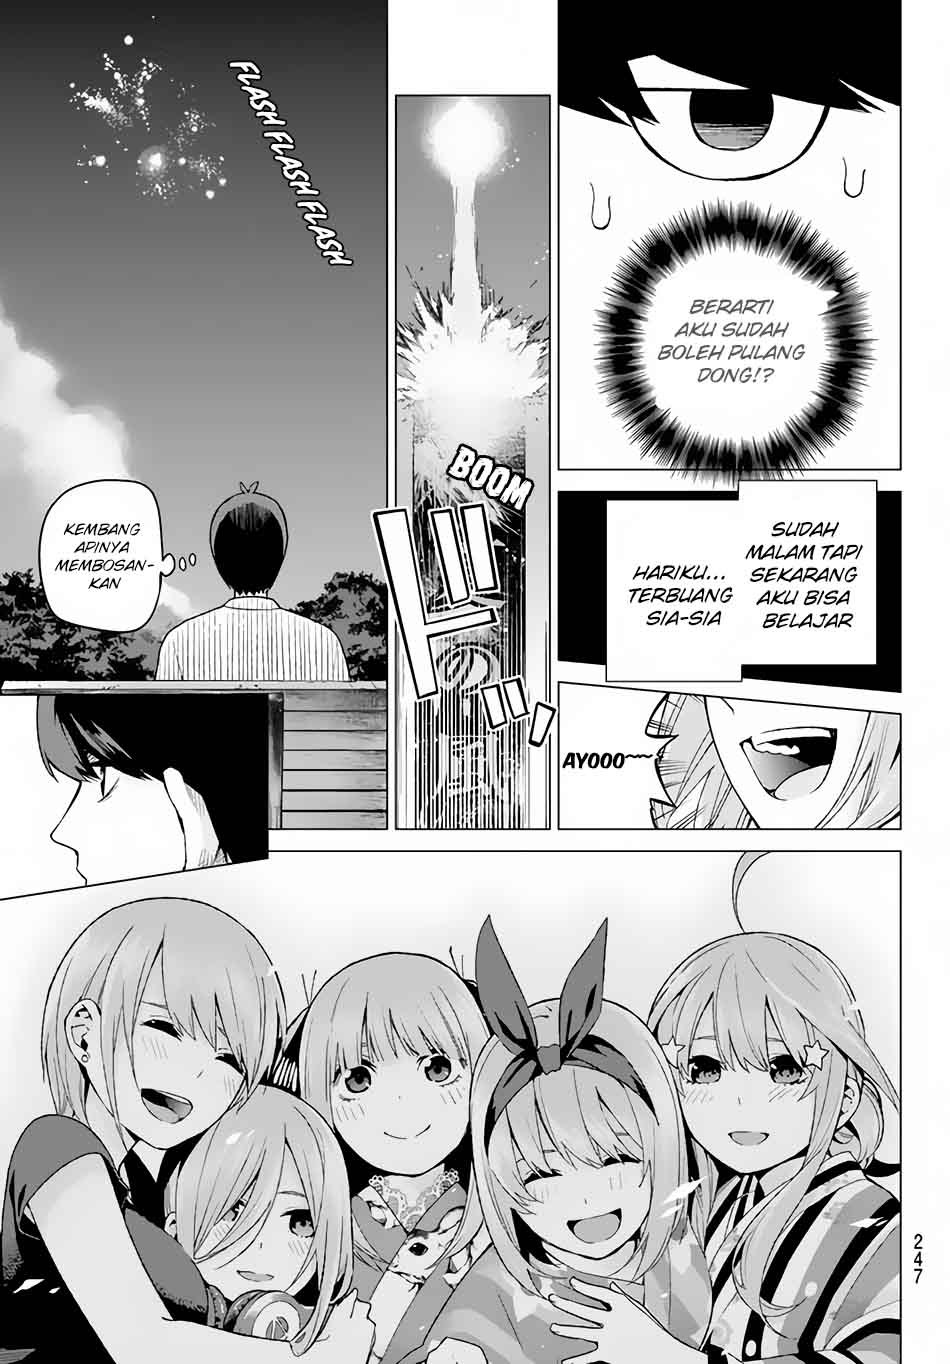 BERARTI
AKU SUDAH
BOLEH PULANG
DONG!?
SUDAH
MALAM TAPI
SEKARANG
AKU BISA
BELAJAR
HARIKU...
TERBUANG
SIA-SIA
AYOOO~~~
BOOM
ドッ
FLASH FLASH FLASH
KEMBANG
APINYA
MEMBOSAN-
KAN
247